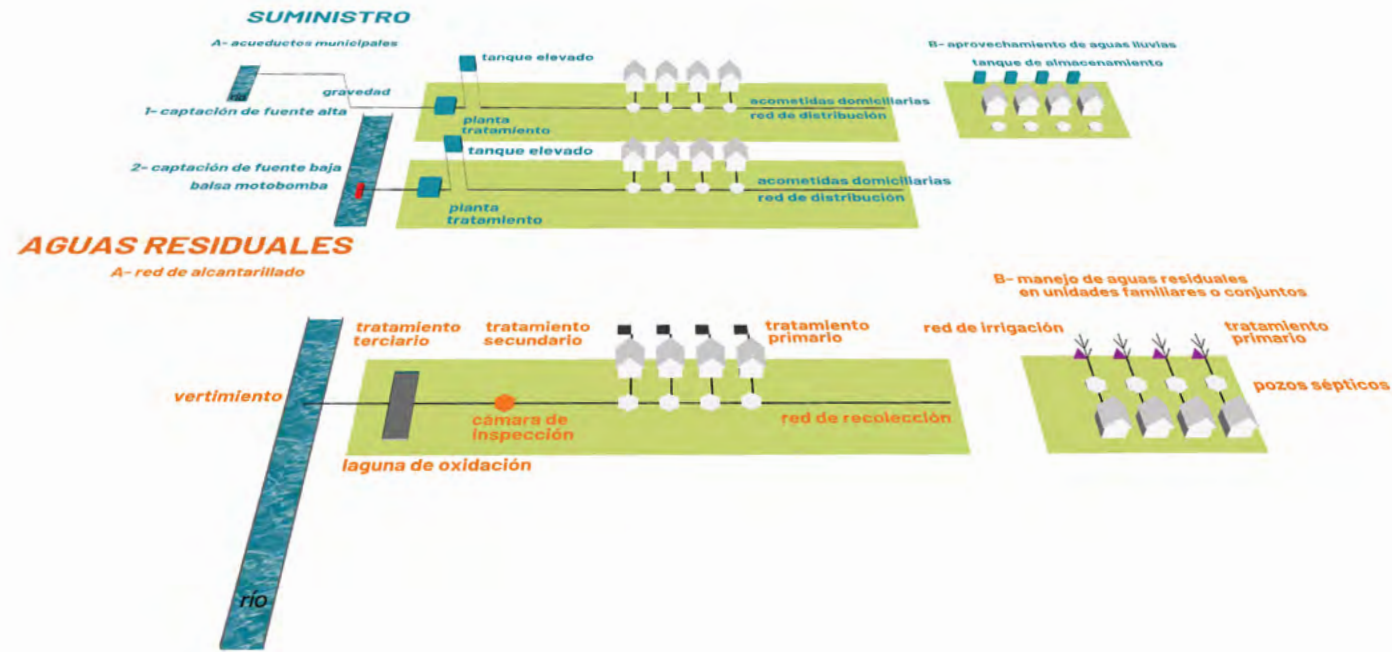 SUMINISTRO
A- acueductos municipales
río
gravedad
1- captación de fuente alta
tanque elevado
planta
tratamiento
acometidas domiciliarias
red de distribución
B- aprovechamiento de aguas lluvias
tanque de almacenamiento
2- captación de fuente baja
balsa motobomba
tanque elevado
planta
tratamiento
acometidas domiciliarias
red de distribución
AGUAS RESIDUALES
A- red de alcantarillado
tratamiento
terciario
tratamiento
secundario
tratamiento
primario
vertimiento
cámara de
inspección
red de recolección
laguna de oxidación
río
B- manejo de aguas residuales
en unidades familiares o conjuntos
red de irrigación
tratamiento
primario
pozos sépticos